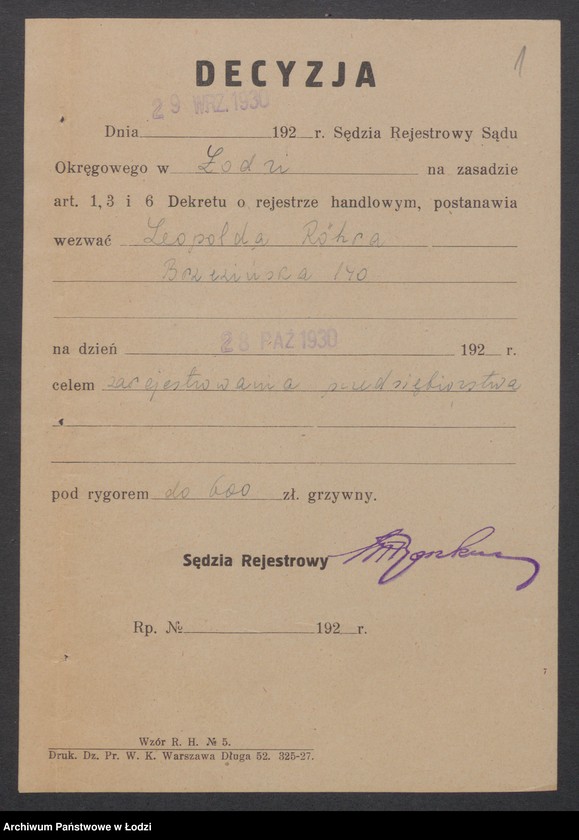 1
DECYZJA
29 WRZ. 1930
Dnia 192 r. Sędzia Rejestrowy Sądu
Okręgowego w Łodzi na zasadzie
art. 1, 3 i 6 Dekretu o rejestrze handlowym, postanawia
wezwać Leopolda Röhra
Brzezińska 140
na dzień 28 PAŹ 1930 192 r.
celem zarejestrowania przedsiębiorstwa
pod rygorem do 600 zł. grzywny.
Sędzia Rejestrowy
Rp. № 192 r.
Wzór R. H. № 5.
Druk. Dz. Pr. W. K. Warszawa Długa 52. 325-27.
Archiwum Państwowe w Łodzi